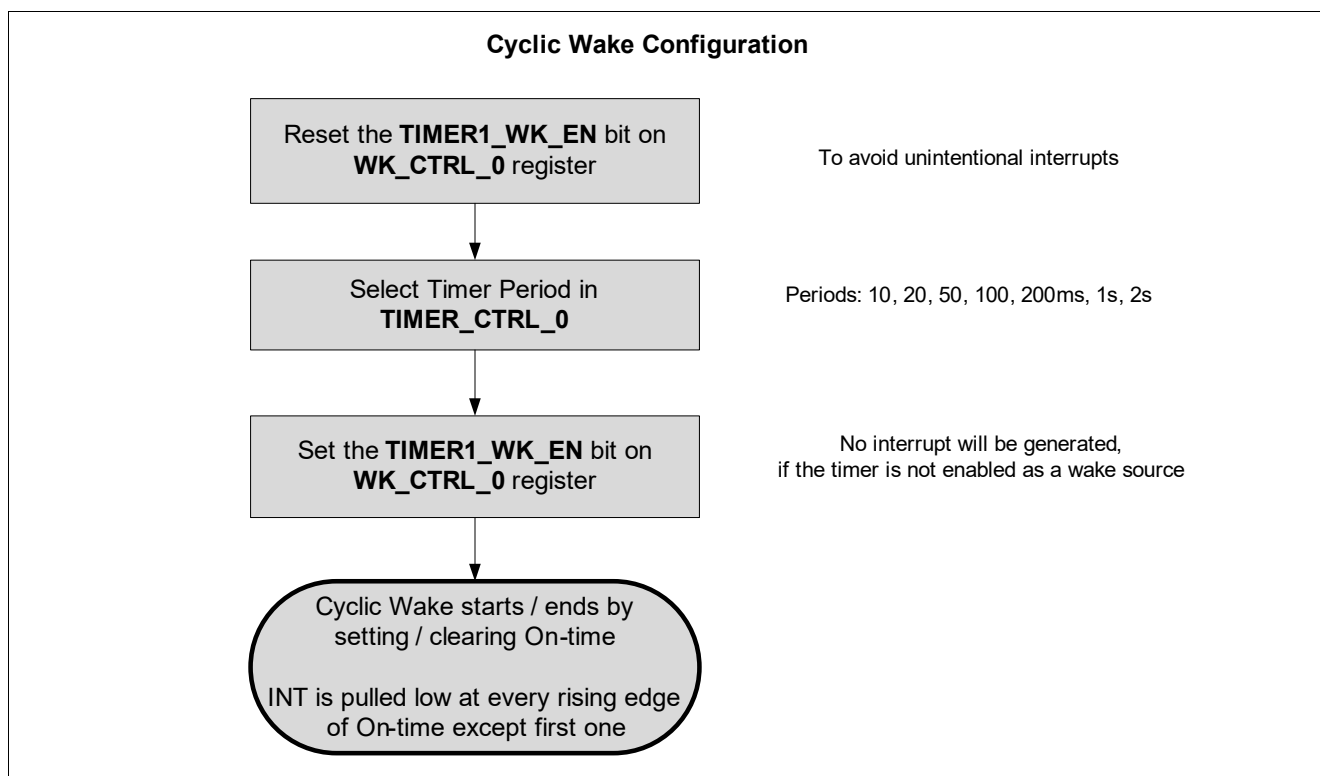 Cyclic Wake Configuration
Reset the TIMER1_WK_EN bit on
WK_CTRL_0 register
To avoid unintentional interrupts
Select Timer Period in
TIMER_CTRL_0
Periods: 10, 20, 50, 100, 200ms, 1s, 2s
Set the TIMER1_WK_EN bit on
WK_CTRL_0 register
No interrupt will be generated,
if the timer is not enabled as a wake source
Cyclic Wake starts / ends by
setting / clearing On-time
INT is pulled low at every rising edge
of On-time except first one